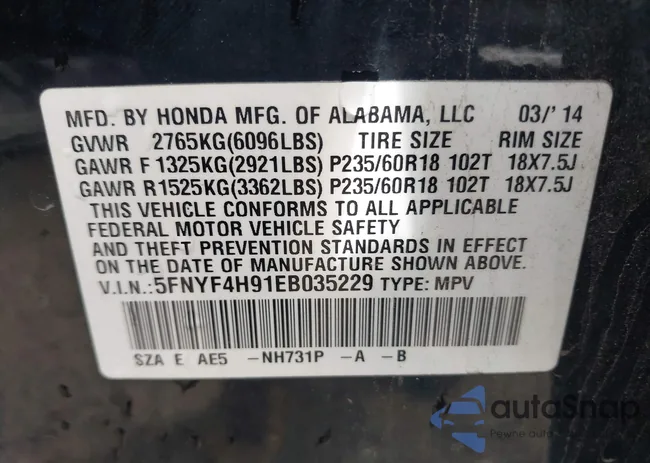 MFD. BY HONDA MFG. OF ALABAMA, LLC 03/'14
GVWR 2765KG(6096LBS) TIRE SIZE RIM SIZE
GAWR F 1325KG(2921LBS) P235/60R18 102T 18X7.5J
GAWR R1525KG(3362LBS) P235/60R18 102T 18X7.5J
THIS VEHICLE CONFORMS TO ALL APPLICABLE
FEDERAL MOTOR VEHICLE SAFETY
AND THEFT PREVENTION STANDARDS IN EFFECT
ON THE DATE OF MANUFACTURE SHOWN ABOVE.
V.I.N.:5FNYF4H91EB035229 TYPE: MPV
SZA E AE5 -NH731P -A -B
autoSnap
Pewne auto